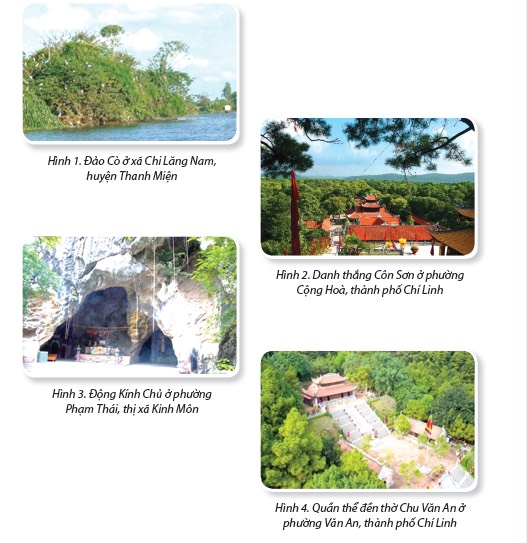 Hình 1. Đảo Cò ở xã Chi Lăng Nam,
huyện Thanh Miện
Hình 2. Danh thắng Côn Sơn ở phường
Cộng Hoà, thành phố Chí Linh
Hình 3. Động Kính Chủ ở phường
Phạm Thái, thị xã Kinh Môn
Hình 4. Quần thể đền thờ Chu Văn An ở
phường Văn An, thành phố Chí Linh